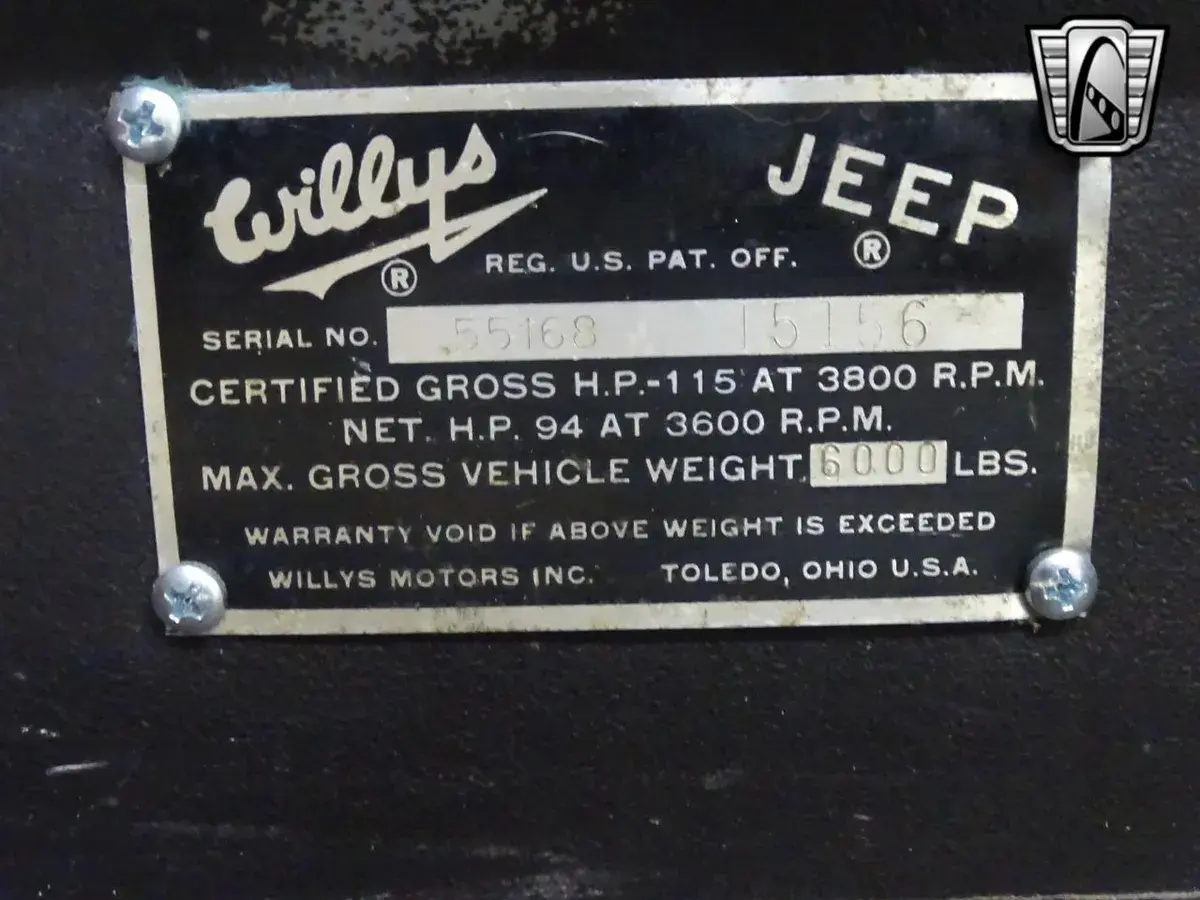 Willys JEEP
® REG. U.S. PAT. OFF. ®
SERIAL NO. 55168 15156
CERTIFIED GROSS H.P.-115 AT 3800 R.P.M.
NET. H.P. 94 AT 3600 R.P.M.
MAX. GROSS VEHICLE WEIGHT, 6000 LBS.
WARRANTY VOID IF ABOVE WEIGHT IS EXCEEDED
WILLYS MOTORS INC. TOLEDO, OHIO U.S.A.